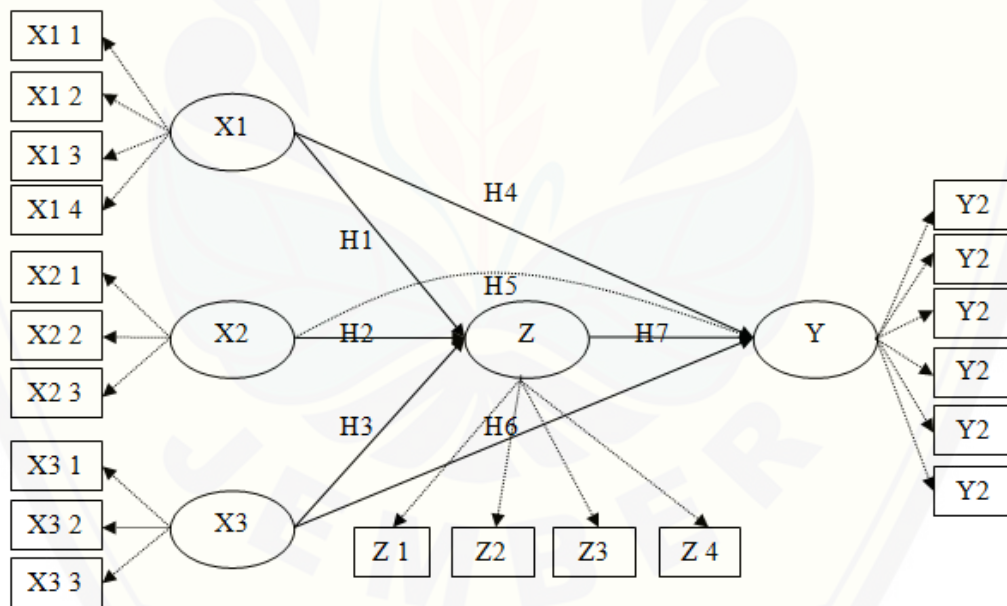 X1 1
X1 2
X1 3
X1 4
X2 1
X2 2
X2 3
X3 1
X3 2
X3 3
X1
X2
X3
H1
H2
H3
H4
H5
H6
H7
Z
Z 1
Z2
Z3
Z 4
Y
Y2
Y2
Y2
Y2
Y2
Y2
JEMBER